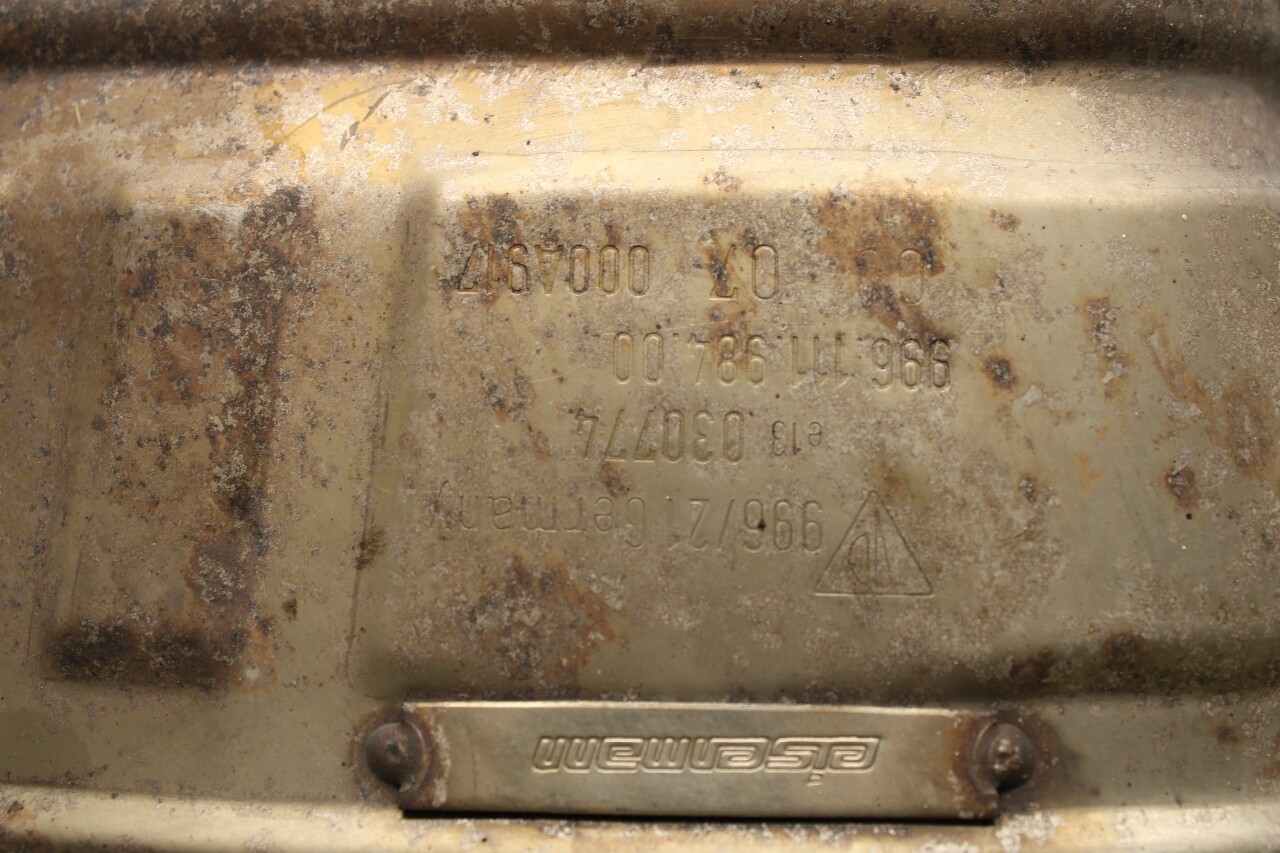 eisenmann
996/21 Germany
e13 030774
996.111.984.00
07 000A917